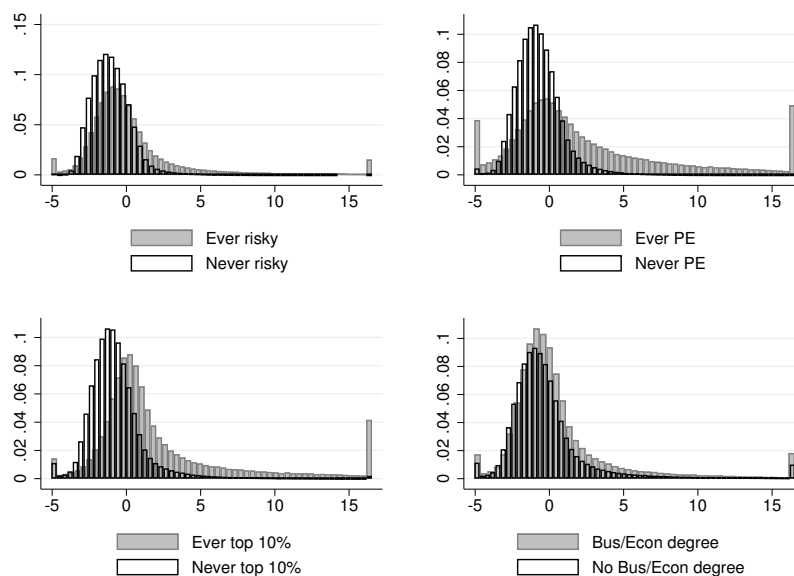 0 .05 .1 .15
-5 0 5 10 15
Ever risky
Never risky
0 .02 .04 .06 .08 .1
-5 0 5 10 15
Ever PE
Never PE
0 .02 .04 .06 .08 .1
-5 0 5 10 15
Ever top 10%
Never top 10%
0 .02 .04 .06 .08 .1
-5 0 5 10 15
Bus/Econ degree
No Bus/Econ degree